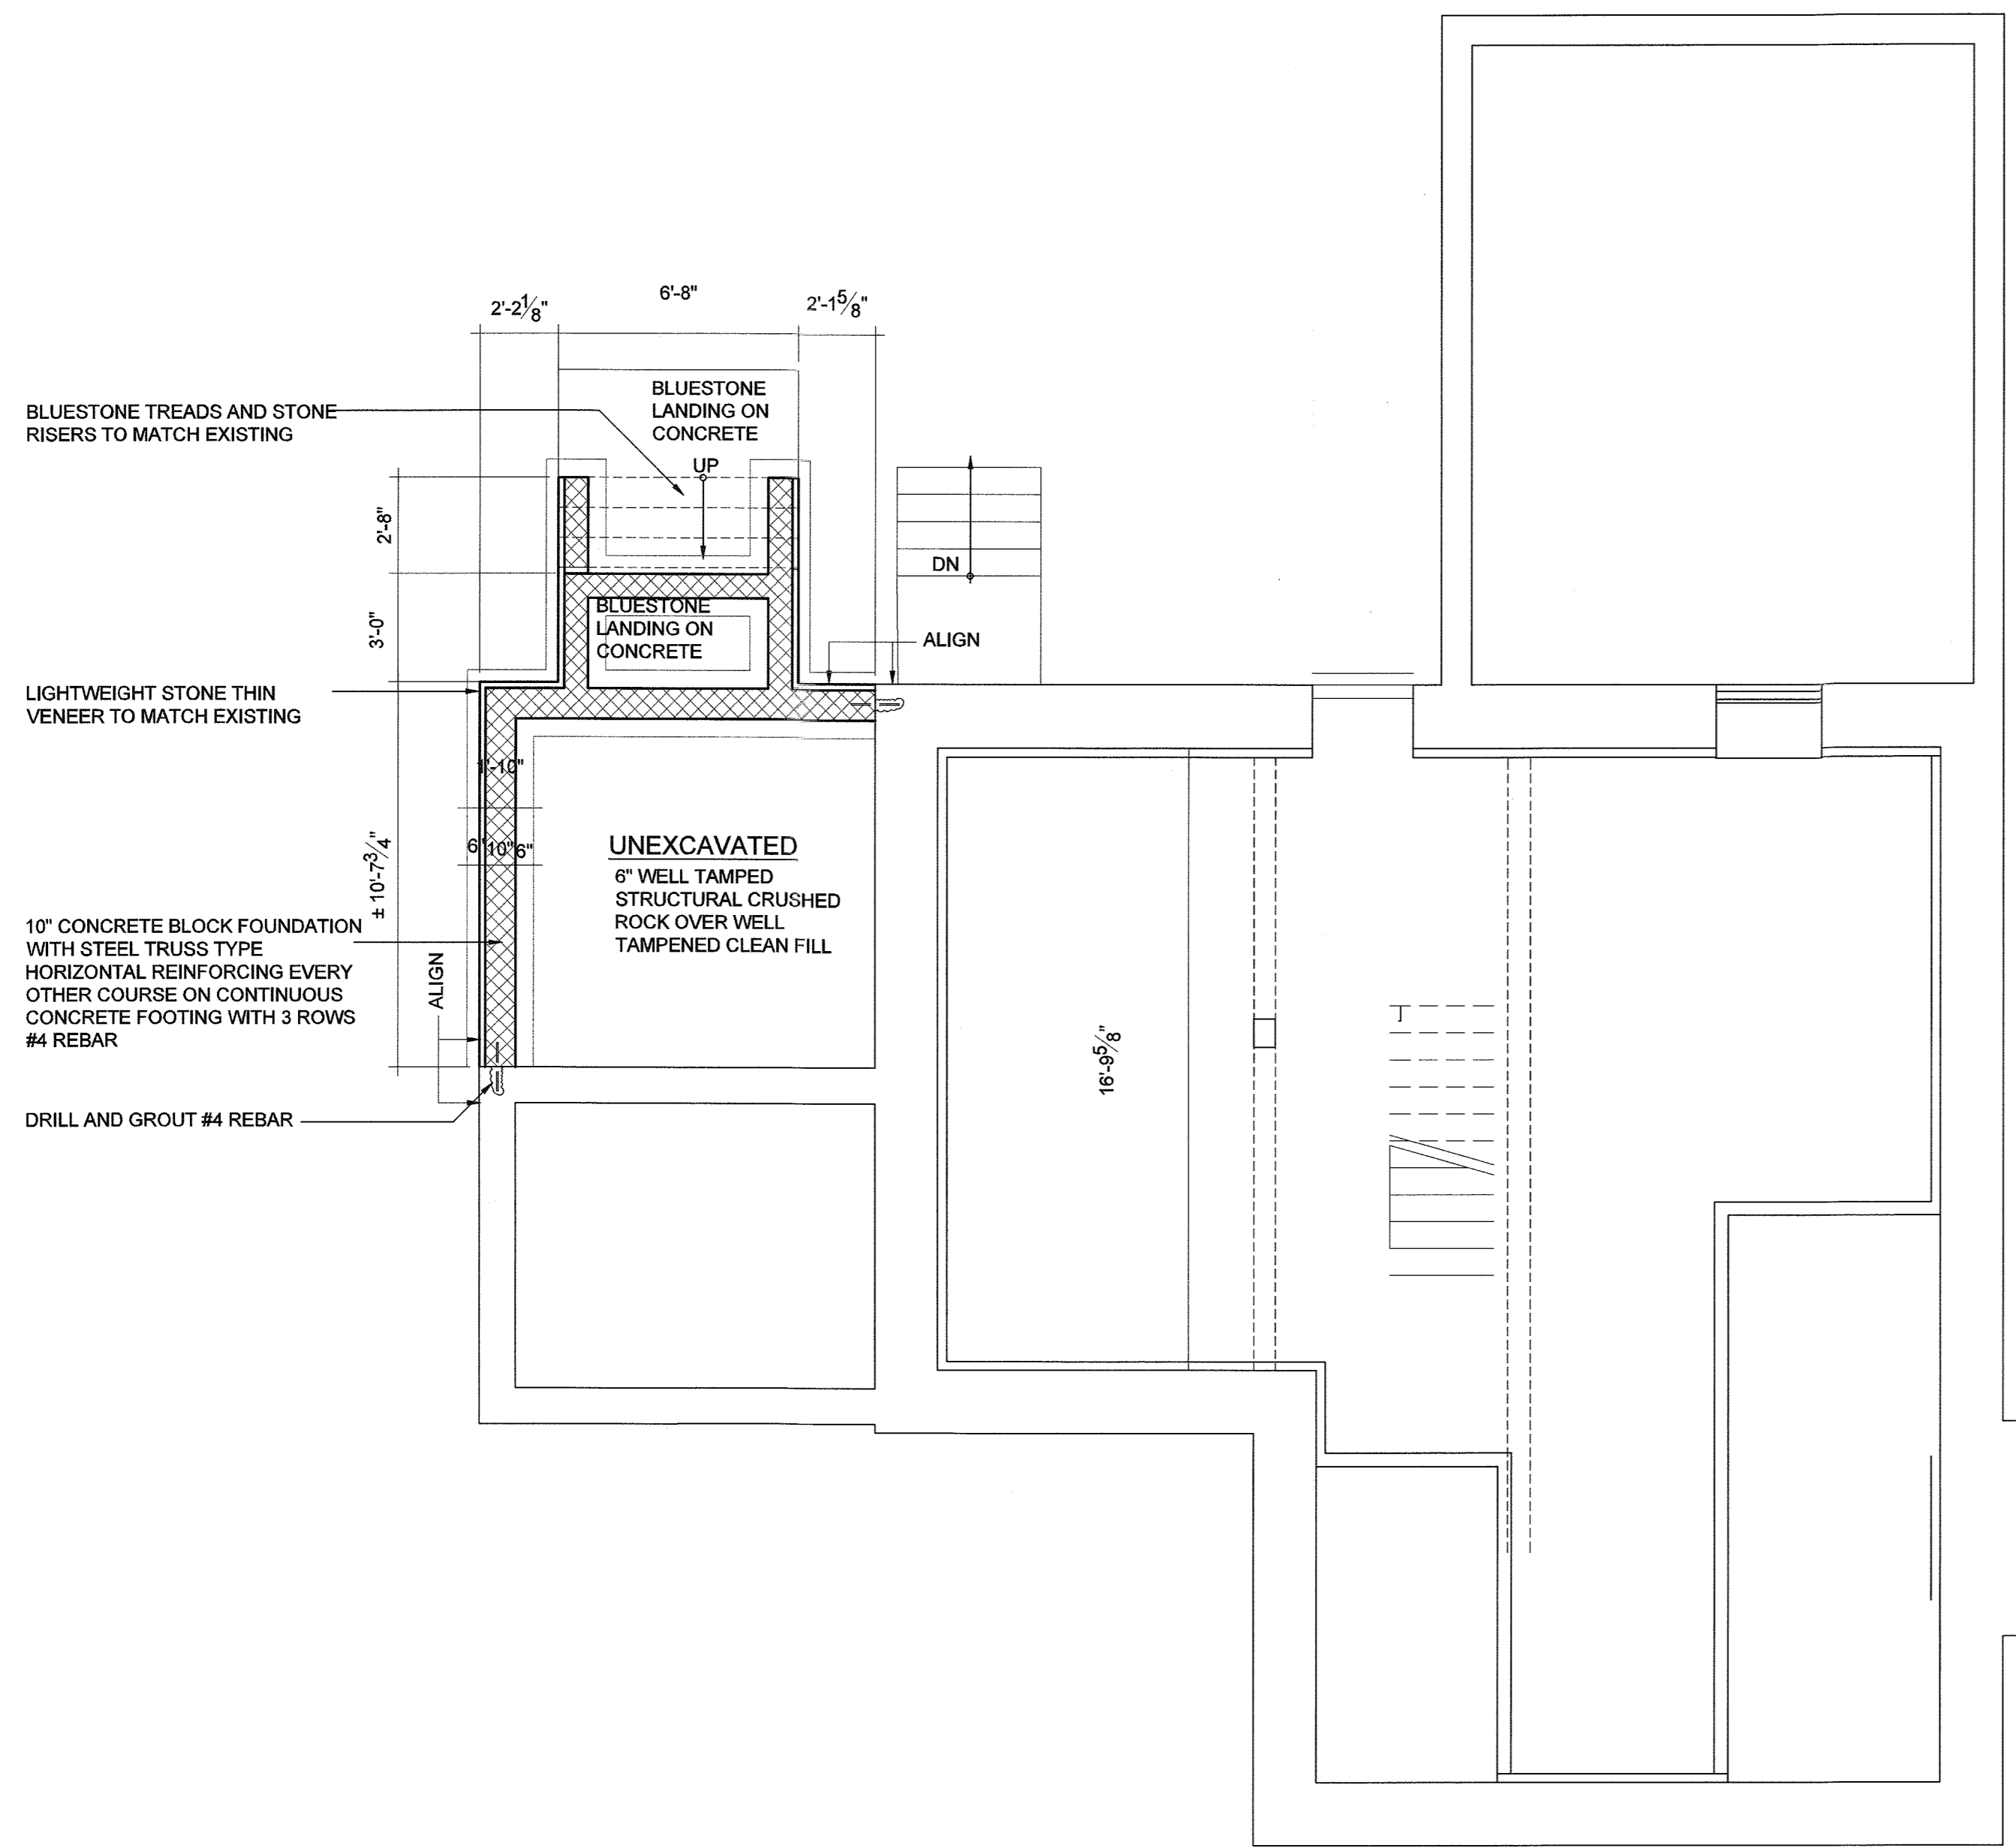 2'-2 1/8"
6'-8"
2'-1 5/8"
BLUESTONE TREADS AND STONE
RISERS TO MATCH EXISTING
BLUESTONE
LANDING ON
CONCRETE
UP
2'-8"
DN
3'-0"
BLUESTONE
LANDING ON
CONCRETE
ALIGN
LIGHTWEIGHT STONE THIN
VENEER TO MATCH EXISTING
1'-10"
6" 10" 6"
± 10'-7 3/4"
UNEXCAVATED
6" WELL TAMPED
STRUCTURAL CRUSHED
ROCK OVER WELL
TAMPENED CLEAN FILL
10" CONCRETE BLOCK FOUNDATION
WITH STEEL TRUSS TYPE
HORIZONTAL REINFORCING EVERY
OTHER COURSE ON CONTINUOUS
CONCRETE FOOTING WITH 3 ROWS
#4 REBAR
ALIGN
16'-9 5/8"
DRILL AND GROUT #4 REBAR